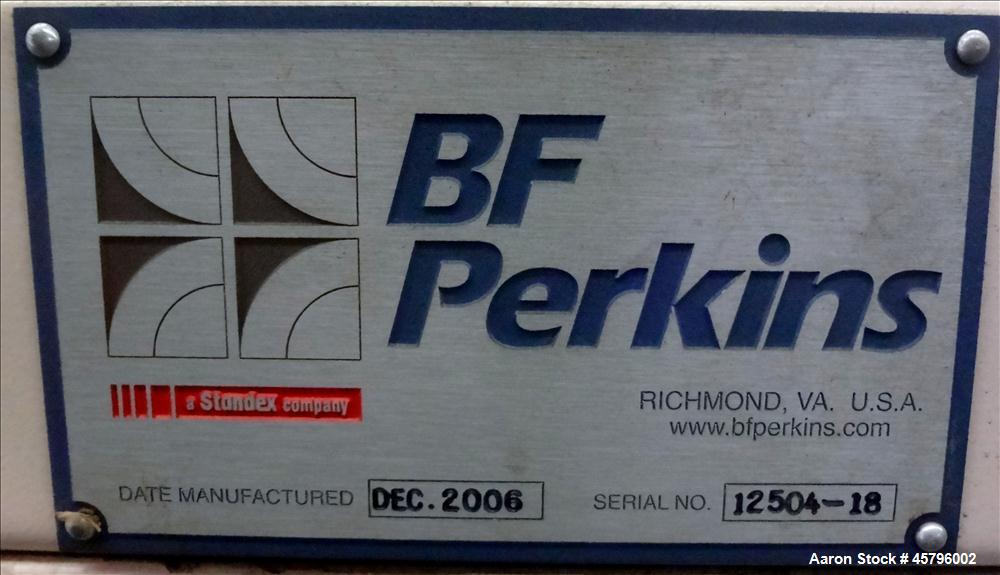 BF
Perkins
a Standex company
RICHMOND, VA. U.S.A.
www.bfperkins.com
DATE MANUFACTURED DEC.2006 SERIAL NO. 12504-18
Aaron Stock # 45796002